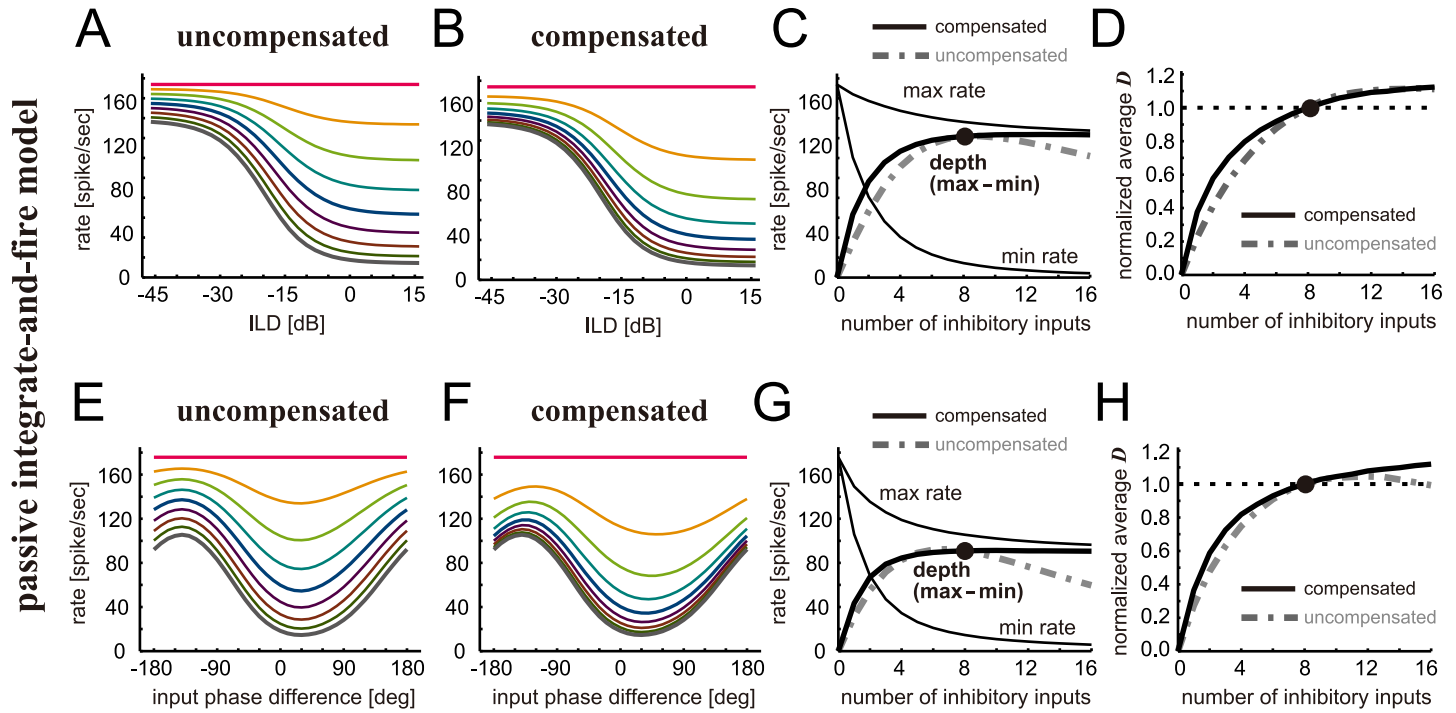 passive integrate-and-fire model
A
uncompensated
rate [spike/sec]
160
120
80
40
0
-45
-30
-15
0
15
ILD [dB]
B
compensated
rate [spike/sec]
160
120
80
40
0
-45
-30
-15
0
15
ILD [dB]
C
compensated
uncompensated
rate [spike/sec]
160
120
80
40
0
max rate
depth
(max – min)
min rate
0
4
8
12
16
number of inhibitory inputs
D
normalized average D
1.2
1.0
0.8
0.6
0.4
0.2
0.0
compensated
uncompensated
0
4
8
12
16
number of inhibitory inputs
E
uncompensated
rate [spike/sec]
160
120
80
40
0
-180
-90
0
90
180
input phase difference [deg]
F
compensated
rate [spike/sec]
160
120
80
40
0
-180
-90
0
90
180
input phase difference [deg]
G
compensated
uncompensated
rate [spike/sec]
160
120
80
40
0
max rate
depth
(max – min)
min rate
0
4
8
12
16
number of inhibitory inputs
H
normalized average D
1.2
1.0
0.8
0.6
0.4
0.2
0.0
compensated
uncompensated
0
4
8
12
16
number of inhibitory inputs